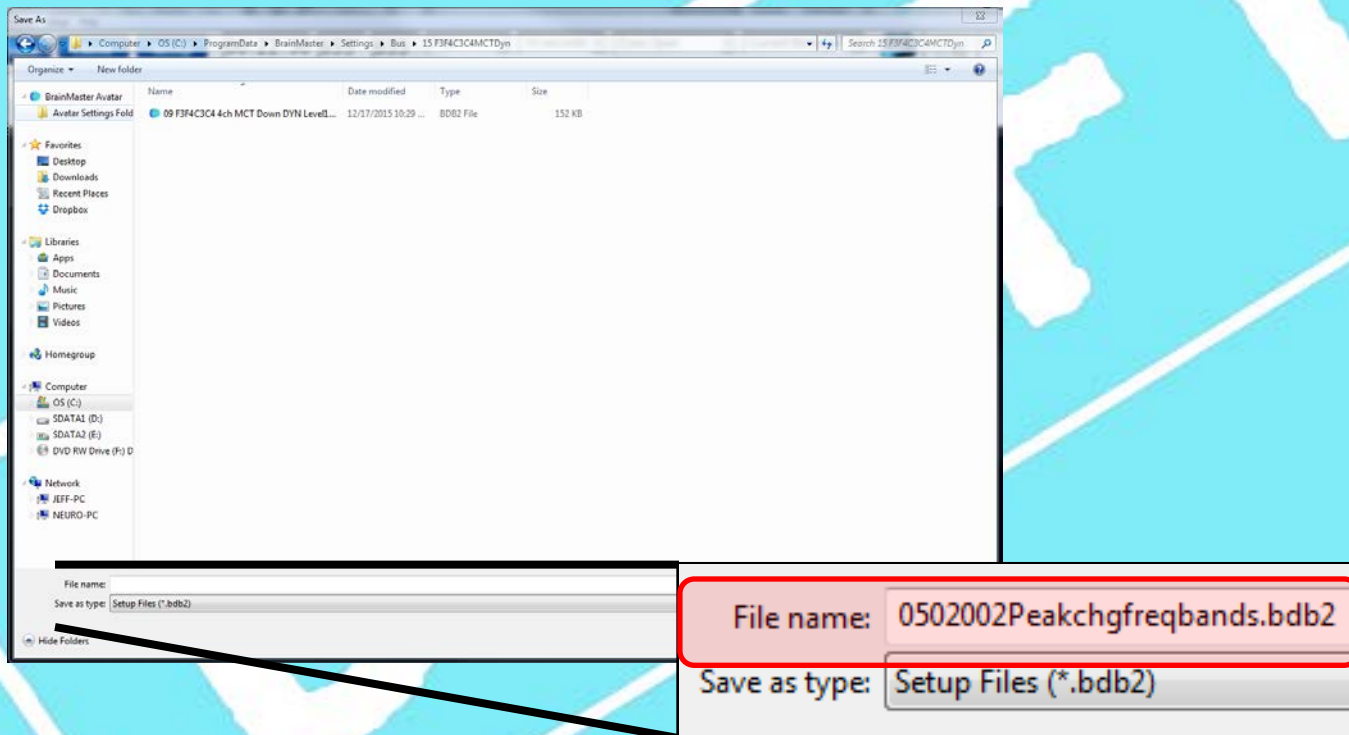 Save As
Computer ▸ OS (C:) ▸ ProgramData ▸ BrainMaster ▸ Settings ▸ Bus ▸ 15 F3F4C3C4MCTDyn
Search 15 F3F4C3C4MCTDyn
Organize New folder
Name Date modified Type Size
BrainMaster Avatar
Avatar Settings Fold
09 F3F4C3C4 4ch MCT Down DYN Level1... 12/17/2015 10:29 ... BDB2 File 152 KB
Favorites
Desktop
Downloads
Recent Places
Dropbox
Libraries
Apps
Documents
Music
Pictures
Videos
Homegroup
Computer
OS (C:)
SDATA1 (D:)
SDATA2 (E:)
DVD RW Drive (F:) D
Network
JEFF-PC
NEURO-PC
File name:
Save as type: Setup Files (*.bdb2)
Hide Folders
File name: 0502002Peakchgfreqbands.bdb2
Save as type: Setup Files (*.bdb2)